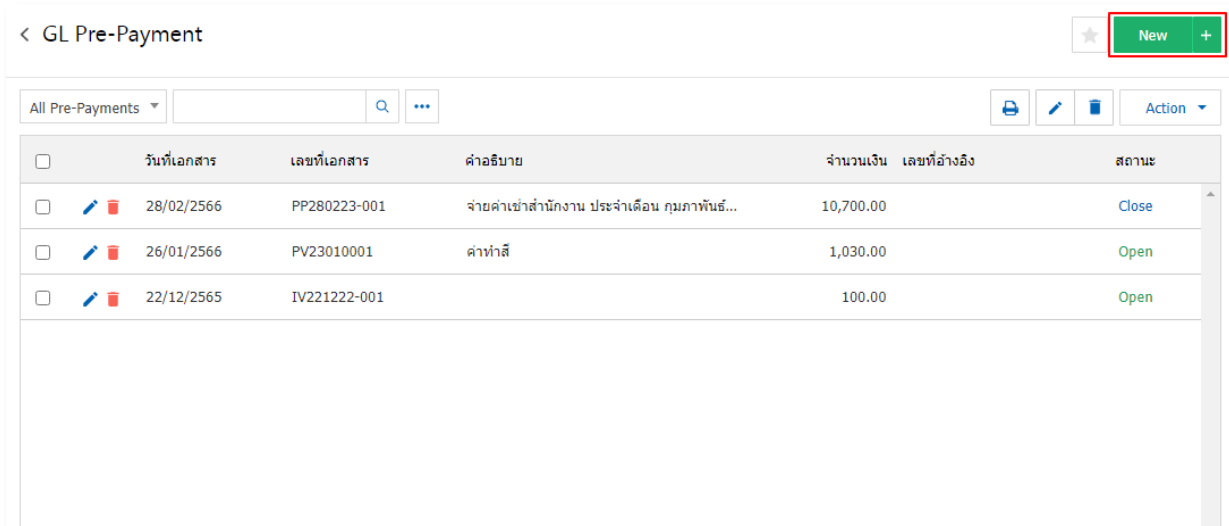 GL Pre-Payment
New +
All Pre-Payments
Action
วันที่เอกสาร เลขที่เอกสาร คำอธิบาย จำนวนเงิน เลขที่อ้างอิง สถานะ
28/02/2566 PP280223-001 จ่ายค่าเช่าสำนักงาน ประจำเดือน กุมภาพันธ์... 10,700.00 Close
26/01/2566 PV23010001 ค่าทำสี 1,030.00 Open
22/12/2565 IV221222-001 100.00 Open